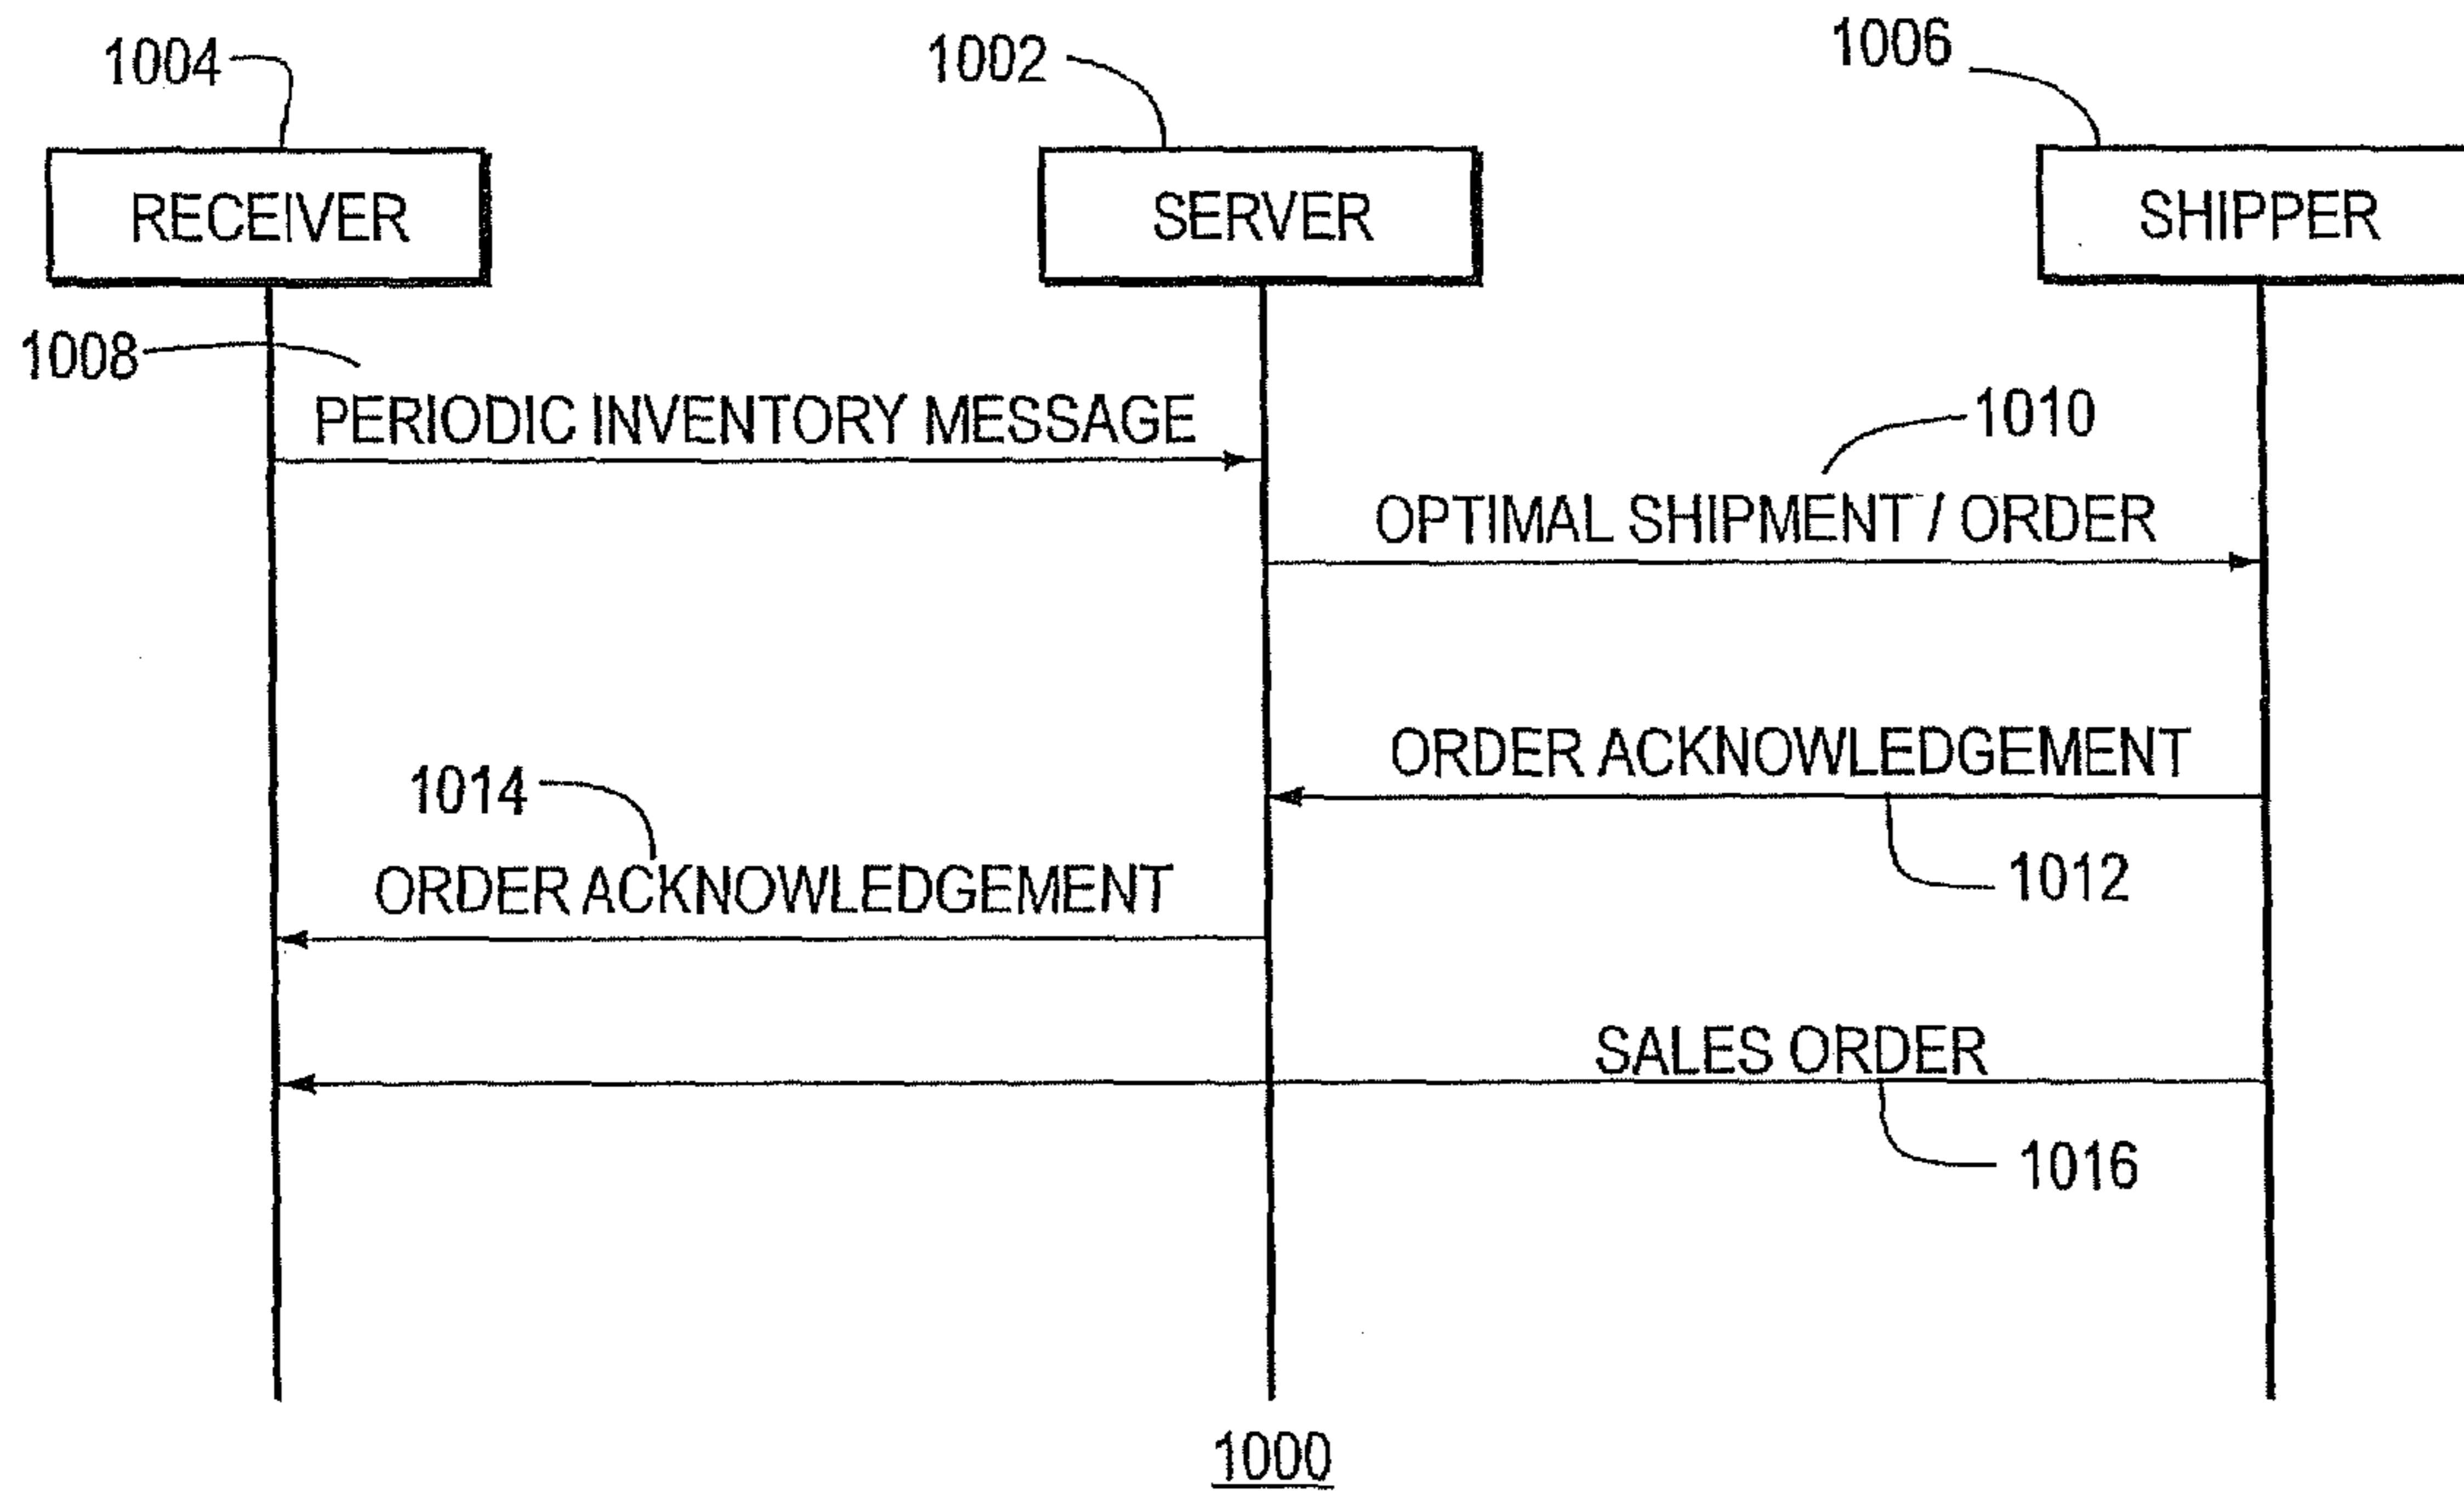 1004
1002
1006
RECEIVER
SERVER
SHIPPER
1008
PERIODIC INVENTORY MESSAGE
1010
OPTIMAL SHIPMENT / ORDER
ORDER ACKNOWLEDGEMENT
1014
ORDER ACKNOWLEDGEMENT
1012
SALES ORDER
1016
1000